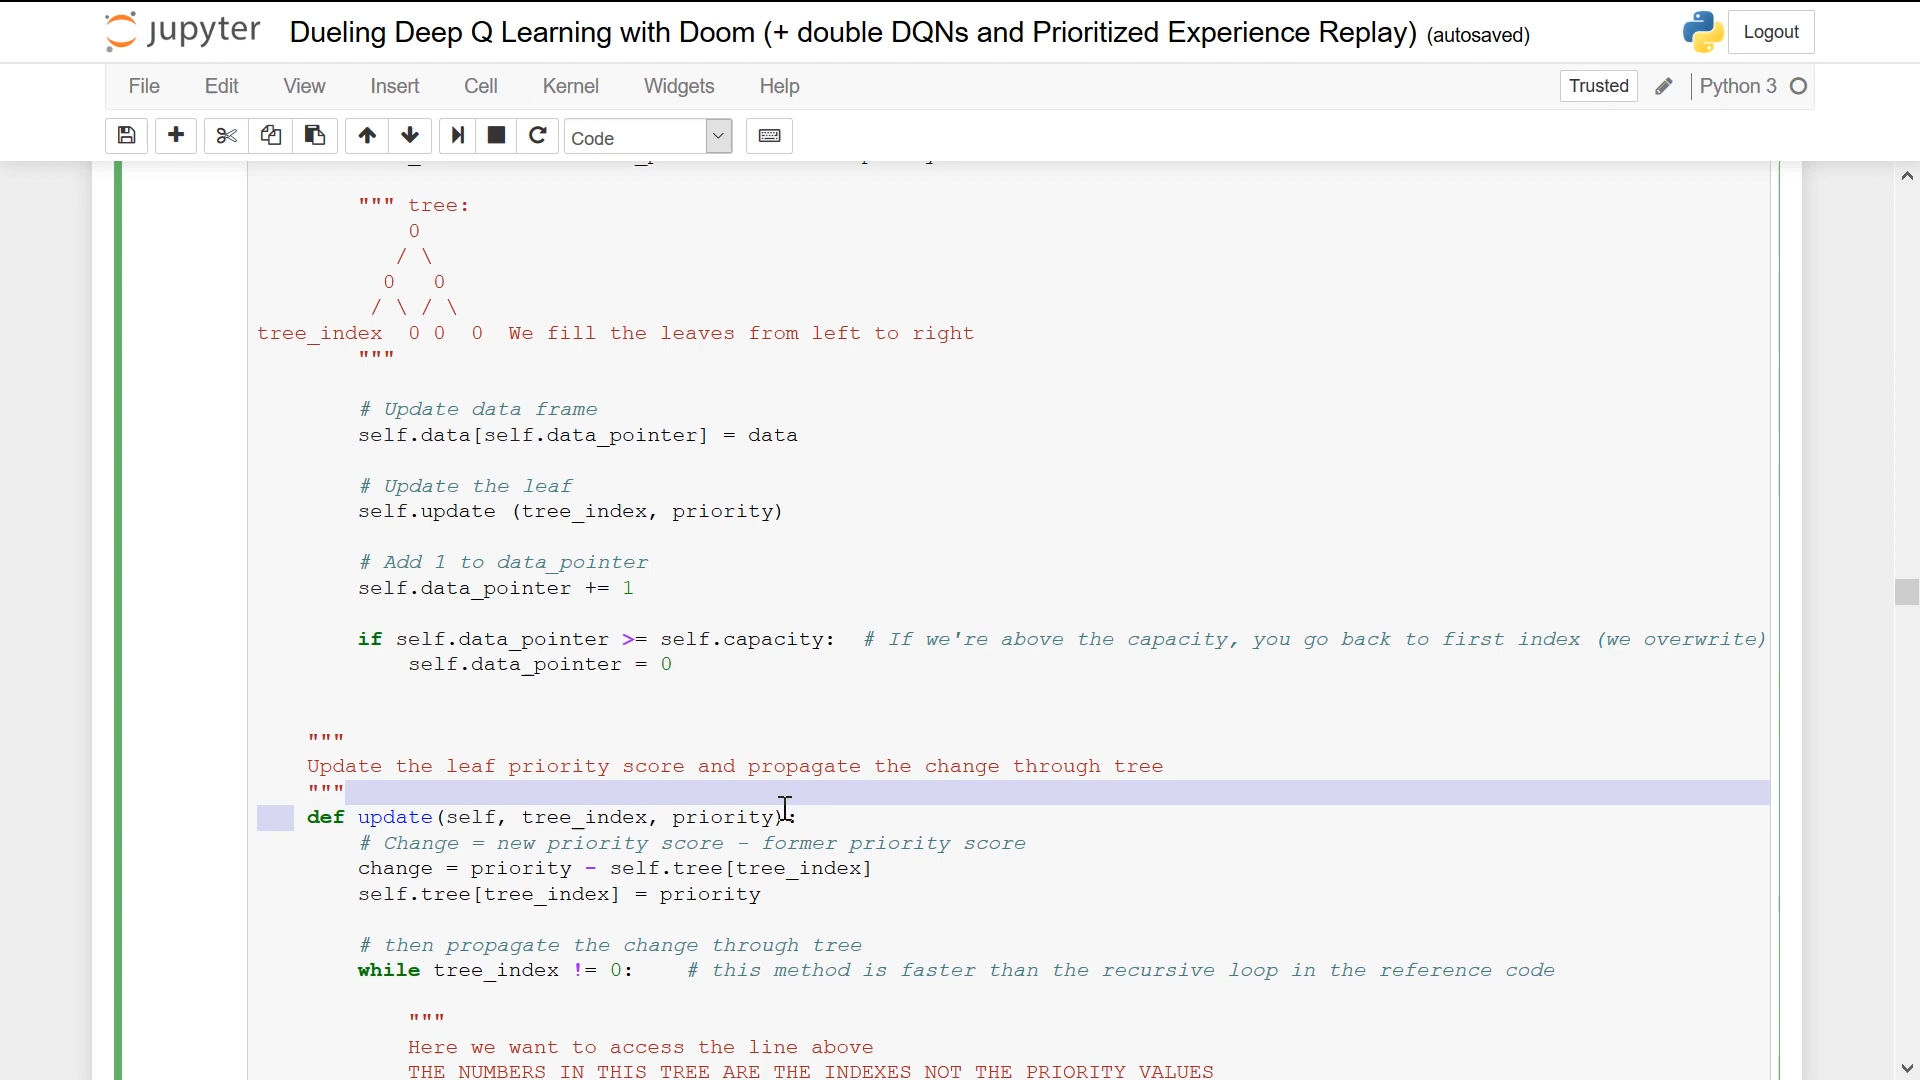 jupyter Dueling Deep Q Learning with Doom (+ double DQNs and Prioritized Experience Replay) (autosaved) Logout
File Edit View Insert Cell Kernel Widgets Help Trusted Python 3
Code
""" tree:
0
/ \
0 0
/ \ / \
tree_index 0 0 0 We fill the leaves from left to right
"""
# Update data frame
self.data[self.data_pointer] = data
# Update the leaf
self.update (tree_index, priority)
# Add 1 to data_pointer
self.data_pointer += 1
if self.data_pointer >= self.capacity: # If we're above the capacity, you go back to first index (we overwrite)
self.data_pointer = 0
"""
Update the leaf priority score and propagate the change through tree
"""
def update(self, tree_index, priority):
# Change = new priority score - former priority score
change = priority - self.tree[tree_index]
self.tree[tree_index] = priority
# then propagate the change through tree
while tree_index != 0: # this method is faster than the recursive loop in the reference code
"""
Here we want to access the line above
THE NUMBERS IN THIS TREE ARE THE INDEXES NOT THE PRIORITY VALUES